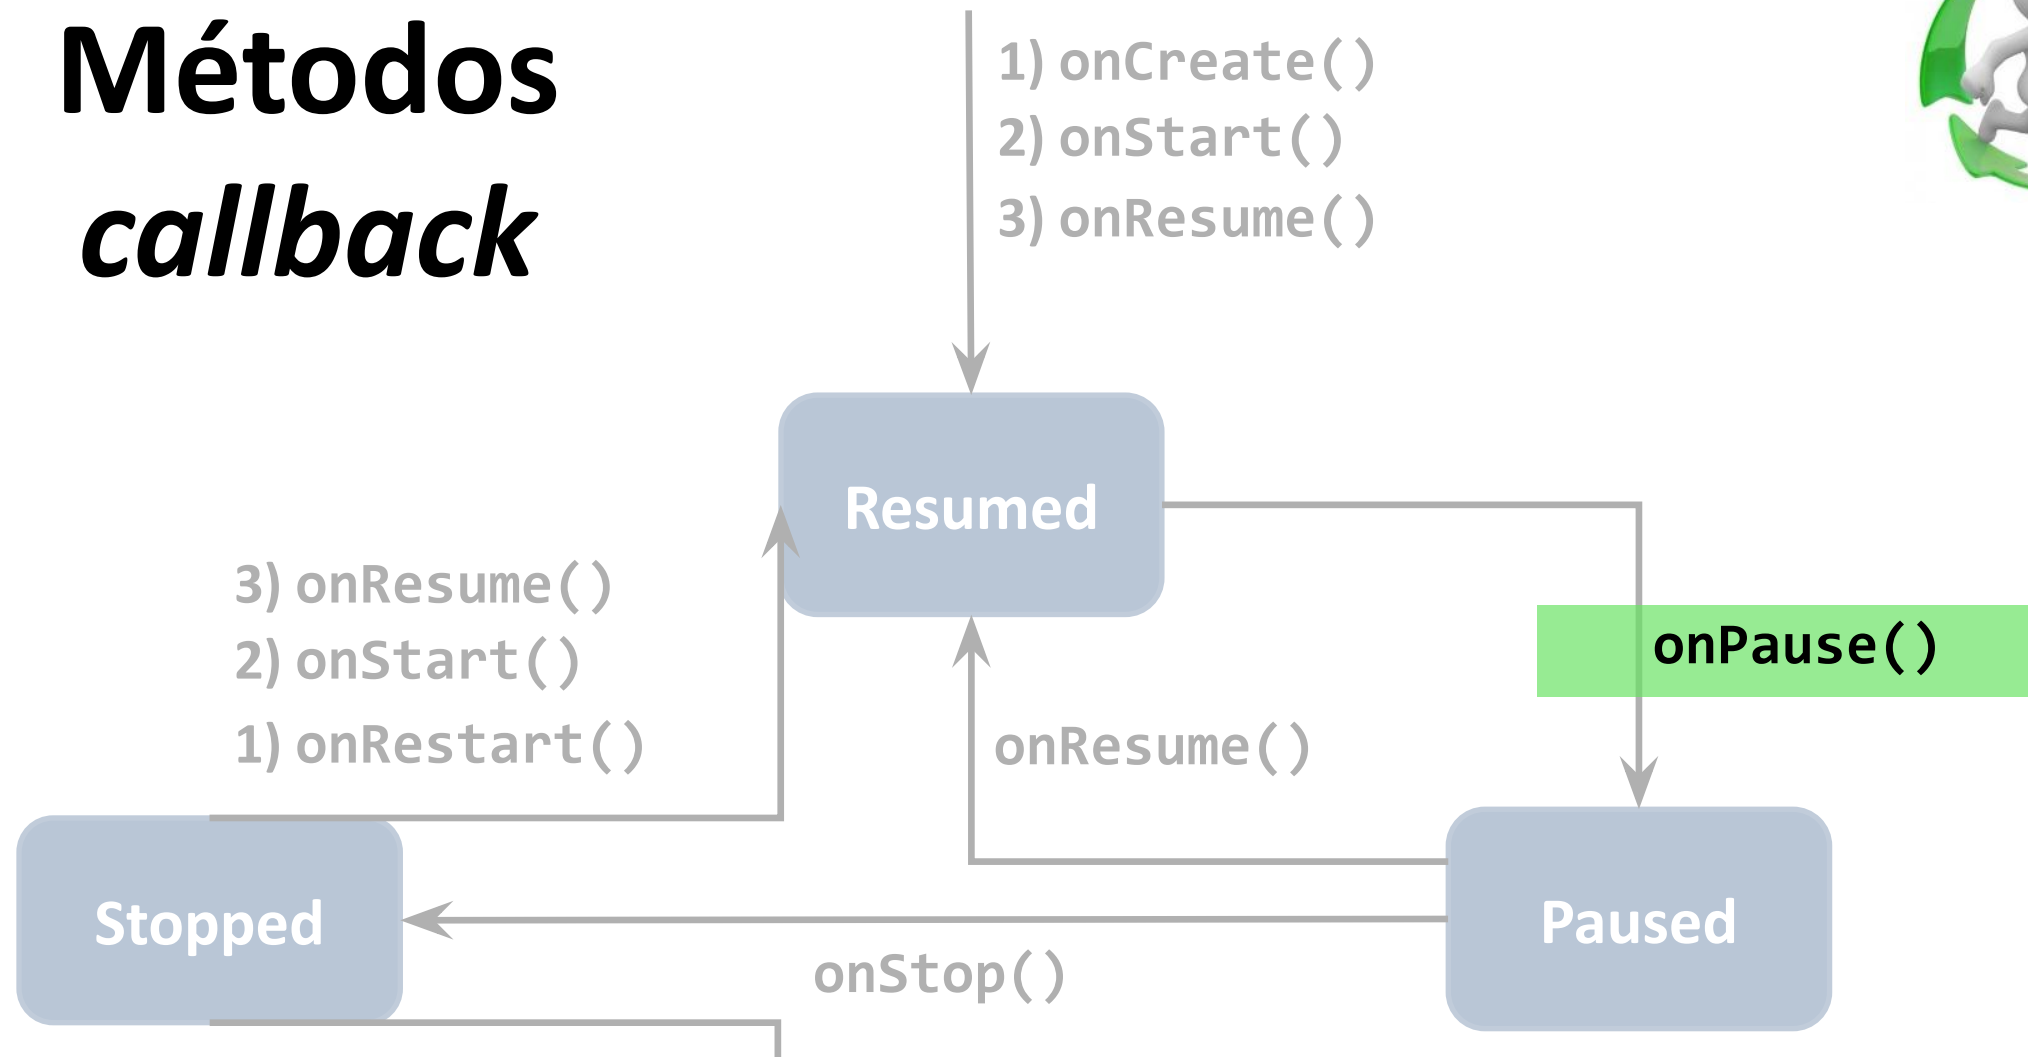 Métodos
callback
1) onCreate()
2) onStart()
3) onResume()
Resumed
3) onResume()
2) onStart()
1) onRestart()
onPause()
onResume()
Stopped
Paused
onStop()